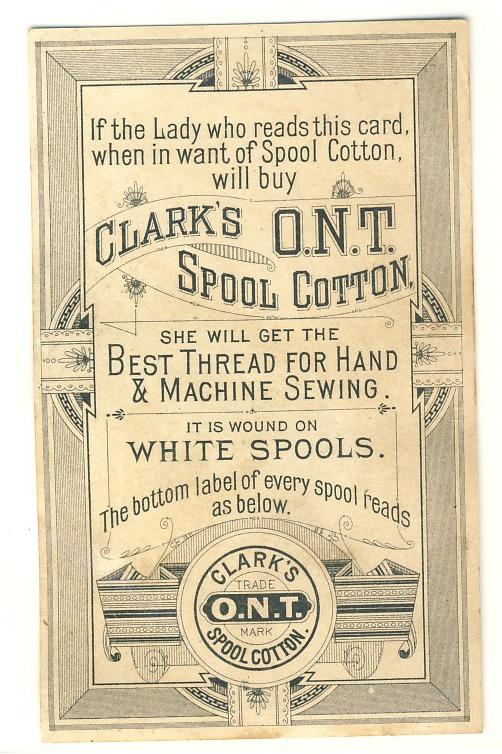 If the Lady who reads this card,
when in want of Spool Cotton,
will buy
CLARK'S O.N.T.
SPOOL COTTON,
SHE WILL GET THE
BEST THREAD FOR HAND
& MACHINE SEWING.
IT IS WOUND ON
WHITE SPOOLS.
The bottom label of every spool reads
as below.
CLARK'S
TRADE
O.N.T.
MARK
SPOOL COTTON.